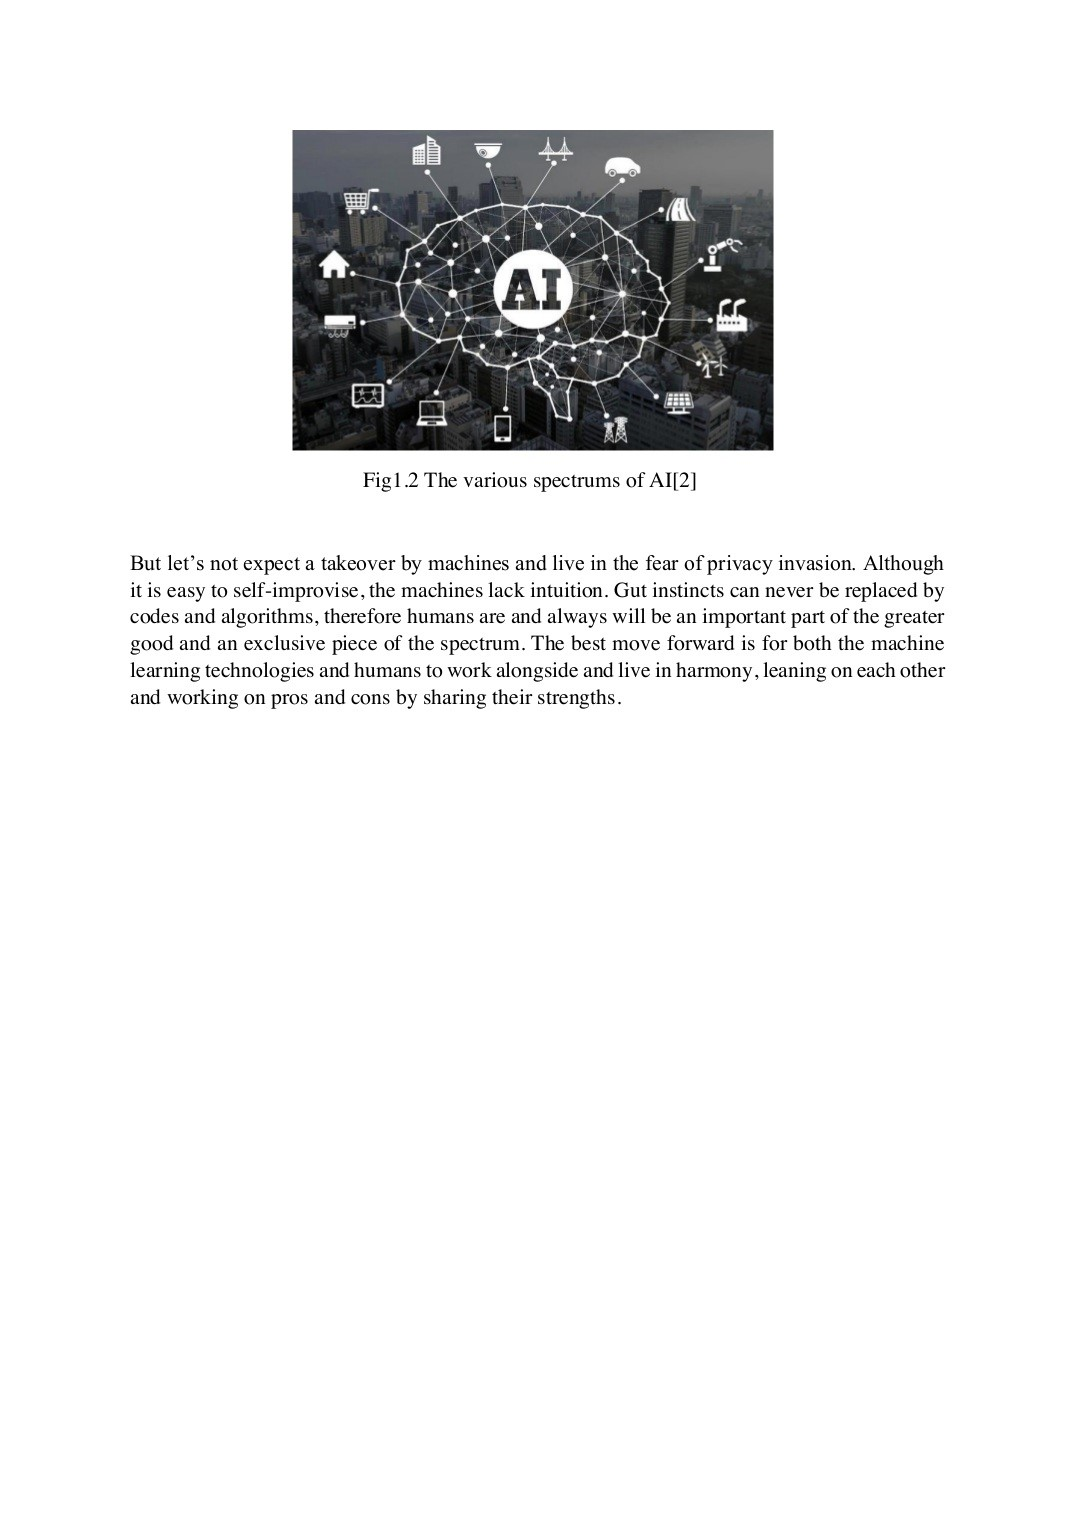 AI
Fig1.2 The various spectrums of AI[2]
But let’s not expect a takeover by machines and live in the fear of privacy invasion. Although
it is easy to self-improvise, the machines lack intuition. Gut instincts can never be replaced by
codes and algorithms, therefore humans are and always will be an important part of the greater
good and an exclusive piece of the spectrum. The best move forward is for both the machine
learning technologies and humans to work alongside and live in harmony, leaning on each other
and working on pros and cons by sharing their strengths.